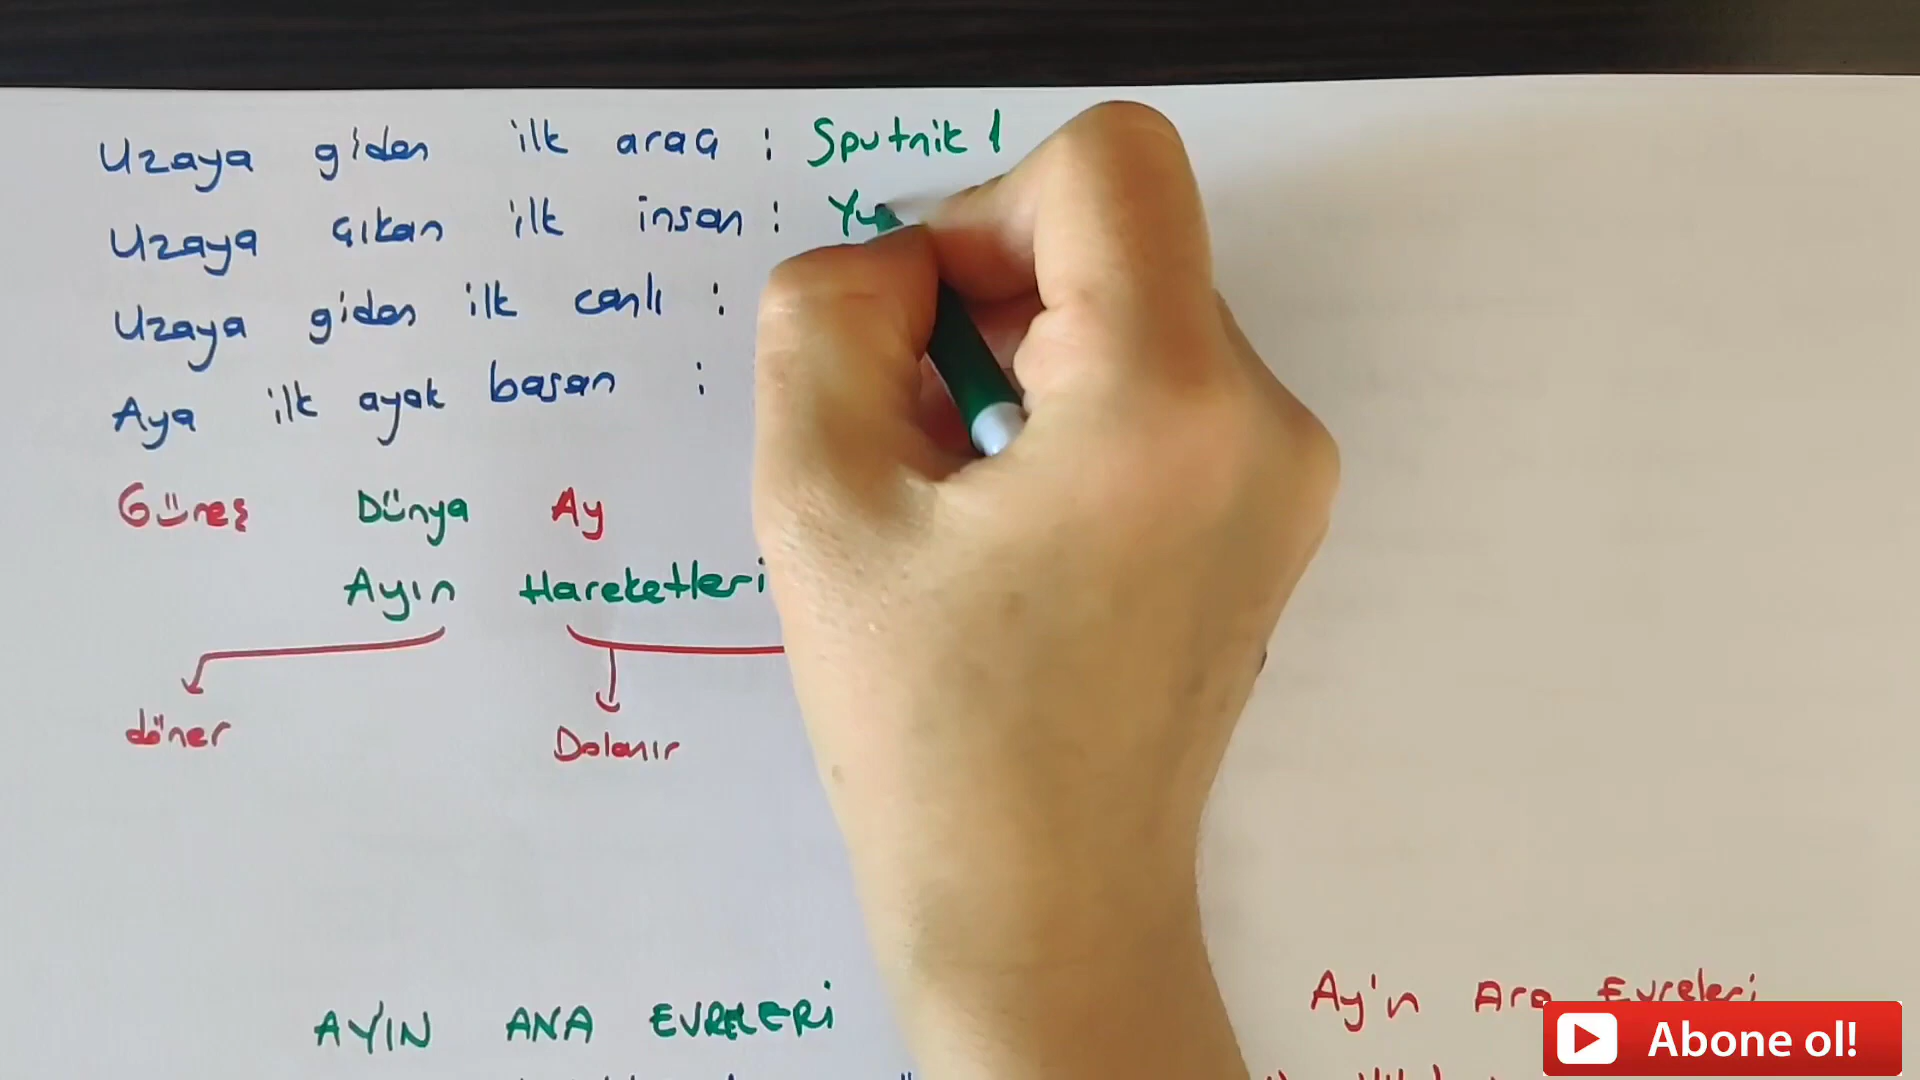 Uzaya giden ilk araç : Sputnik 1
Uzaya çıkan ilk insan : Yu
Uzaya giden ilk canlı :
Aya ilk ayak basan :
Güneş Dünya Ay
Ayın Hareketleri
döner Dolanır
AYIN ANA EVRELERİ
Ay'ın Ara Evreleri
Abone ol!